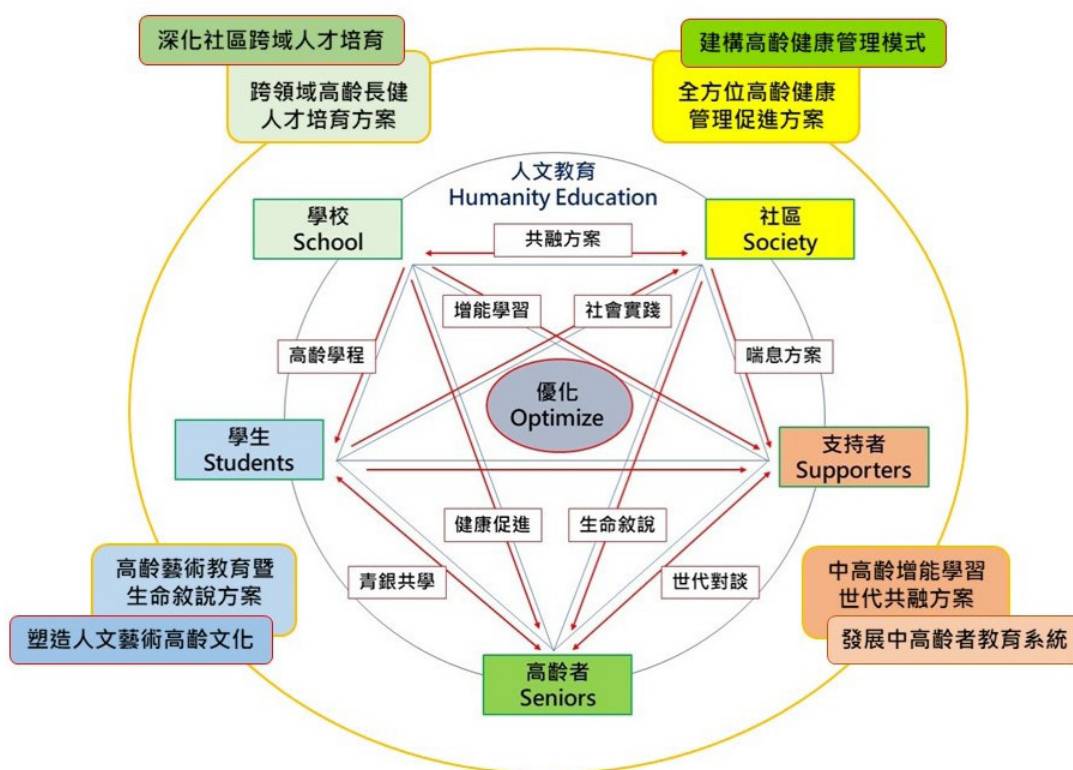 深化社區跨域人才培育
跨領域高齡長健
人才培育方案
建構高齡健康管理模式
全方位高齡健康
管理促進方案
人文教育
Humanity Education
學校
School
社區
Society
共融方案
增能學習
社會實踐
高齡學程
喘息方案
優化
Optimize
學生
Students
支持者
Supporters
健康促進
生命敘說
青銀共學
世代對談
高齡藝術教育暨
生命敘說方案
塑造人文藝術高齡文化
中高齡增能學習
世代共融方案
發展中高齡者教育系統
高齡者
Seniors